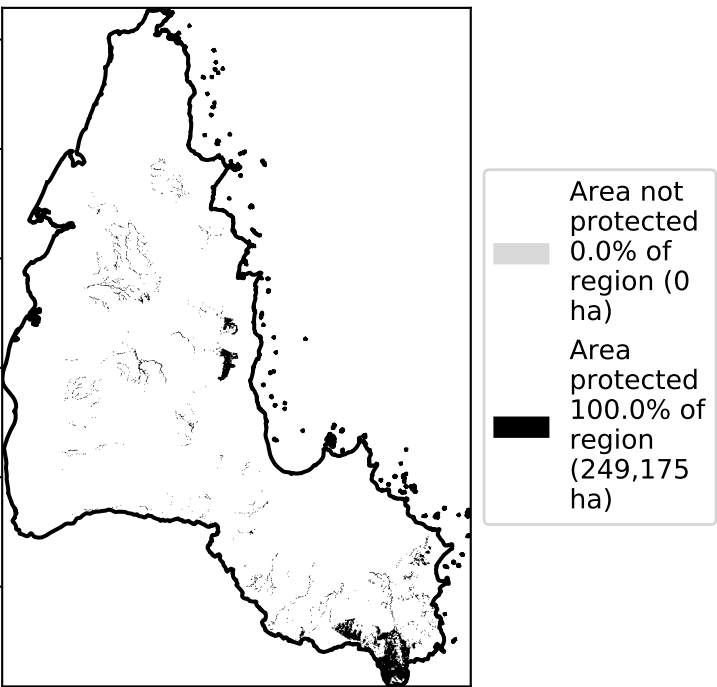 Area not
protected
0.0% of
region (0
ha)
Area
protected
100.0% of
region
(249,175
ha)